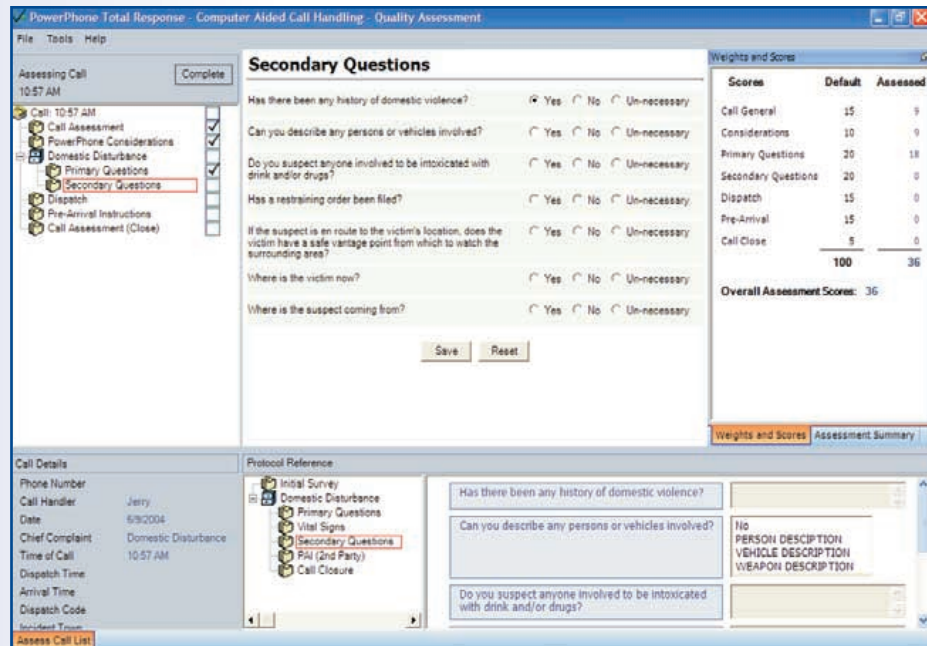 PowerPhone Total Response - Computer Aided Call Handling - Quality Assessment
File Tools Help
Assessing Call
Complete
10:57 AM
Call: 10:57 AM
Call Assessment
PowerPhone Considerations
Domestic Disturbance
Primary Questions
Secondary Questions
Dispatch
Pre-Arrival Instructions
Call Assessment (Close)
Secondary Questions
Has there been any history of domestic violence? Yes No Un-necessary
Can you describe any persons or vehicles involved? Yes No Un-necessary
Do you suspect anyone involved to be intoxicated with
drink and/or drugs? Yes No Un-necessary
Has a restraining order been filed? Yes No Un-necessary
If the suspect is en route to the victim's location, does the
victim have a safe vantage point from which to watch the
surrounding area? Yes No Un-necessary
Where is the victim now? Yes No Un-necessary
Where is the suspect coming from? Yes No Un-necessary
Save Reset
Weights and Scores
Scores Default Assessed
Call General 15 9
Considerations 10 9
Primary Questions 20 18
Secondary Questions 20 0
Dispatch 15 0
Pre-Arrival 15 0
Call Close 5 0
100 36
Overall Assessment Scores: 36
Weights and Scores Assessment Summary
Call Details
Phone Number
Call Handler Jerry
Date 6/9/2004
Chief Complaint Domestic Disturbance
Time of Call 10:57 AM
Dispatch Time
Arrival Time
Dispatch Code
Incident Town
Assess Call List
Protocol Reference
Initial Survey
Domestic Disturbance
Primary Questions
Vital Signs
Secondary Questions
PAI (2nd Party)
Call Closure
Has there been any history of domestic violence?
Can you describe any persons or vehicles involved?
No
PERSON DESCIPTION
VEHICLE DESCRIPTION
WEAPON DESCRIPTION
Do you suspect anyone involved to be intoxicated
with drink and/or drugs?